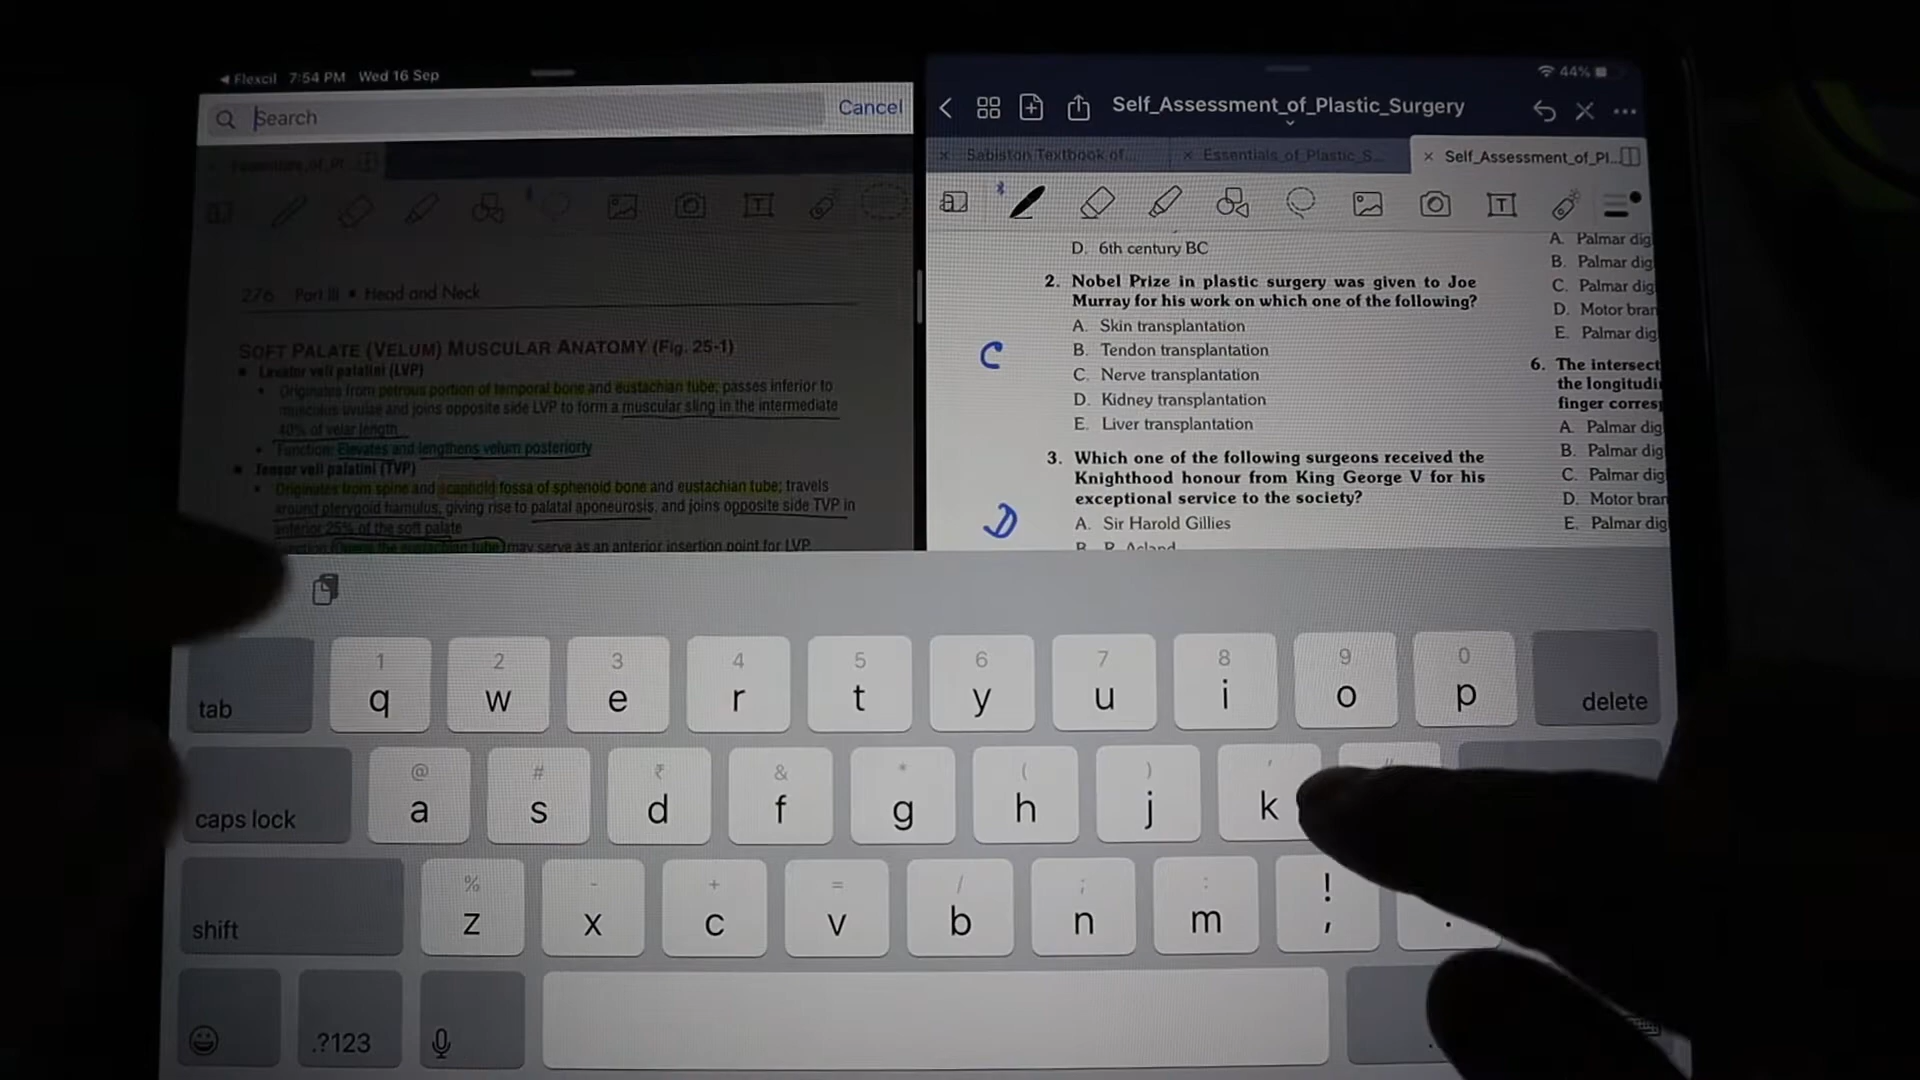 ◀ Flexcil 7:54 PM Wed 16 Sep
Search
Cancel
276 Part III • Head and Neck
SOFT PALATE (VELUM) MUSCULAR ANATOMY (Fig. 25-1)
• Levator veli palatini (LVP)
• Originates from petrous portion of temporal bone and eustachian tube; passes inferior to
musculus uvulae and joins opposite side LVP to form a muscular sling in the intermediate
40% of velar length
• Function: Elevates and lengthens velum posteriorly
• Tensor veli palatini (TVP)
• Originates from spine and scaphoid fossa of sphenoid bone and eustachian tube; travels
around pterygoid hamulus, giving rise to palatal aponeurosis, and joins opposite side TVP in
anterior 25% of the soft palate
may serve as an anterior insertion point for LVP
44%
Self_Assessment_of_Plastic_Surgery
Sabiston Textbook of...
Essentials_of_Plastic_S...
Self_Assessment_of_Pl...
D. 6th century BC
2. Nobel Prize in plastic surgery was given to Joe
Murray for his work on which one of the following?
A. Skin transplantation
B. Tendon transplantation
C. Nerve transplantation
D. Kidney transplantation
E. Liver transplantation
C
3. Which one of the following surgeons received the
Knighthood honour from King George V for his
exceptional service to the society?
A. Sir Harold Gillies
B. R. Acland
D
A. Palmar dig
B. Palmar dig
C. Palmar dig
D. Motor bran
E. Palmar dig
6. The intersect
the longitudi
finger corres
A. Palmar dig
B. Palmar dig
C. Palmar dig
D. Motor bran
E. Palmar dig
1 2 3 4 5 6 7 8 9 0
tab q w e r t y u i o p delete
@ # ₹ & * ( ) ' "
caps lock a s d f g h j k
% - + = / ; : !
shift z x c v b n m , .
.?123